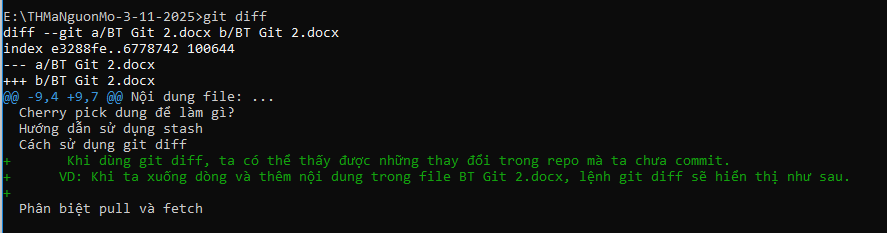 E:\THMaNguonMo-3-11-2025>git diff
diff --git a/BT Git 2.docx b/BT Git 2.docx
index e3288fe..6778742 100644
--- a/BT Git 2.docx
+++ b/BT Git 2.docx
@@ -9,4 +9,7 @@ Nội dung file: ...
  Cherry pick dung để làm gì?
  Hướng dẫn sử dụng stash
  Cách sử dụng git diff
+       Khi dùng git diff, ta có thể thấy được những thay đổi trong repo mà ta chưa commit.
+      VD: Khi ta xuống dòng và thêm nội dung trong file BT Git 2.docx, lệnh git diff sẽ hiển thị như sau.
+
  Phân biệt pull và fetch